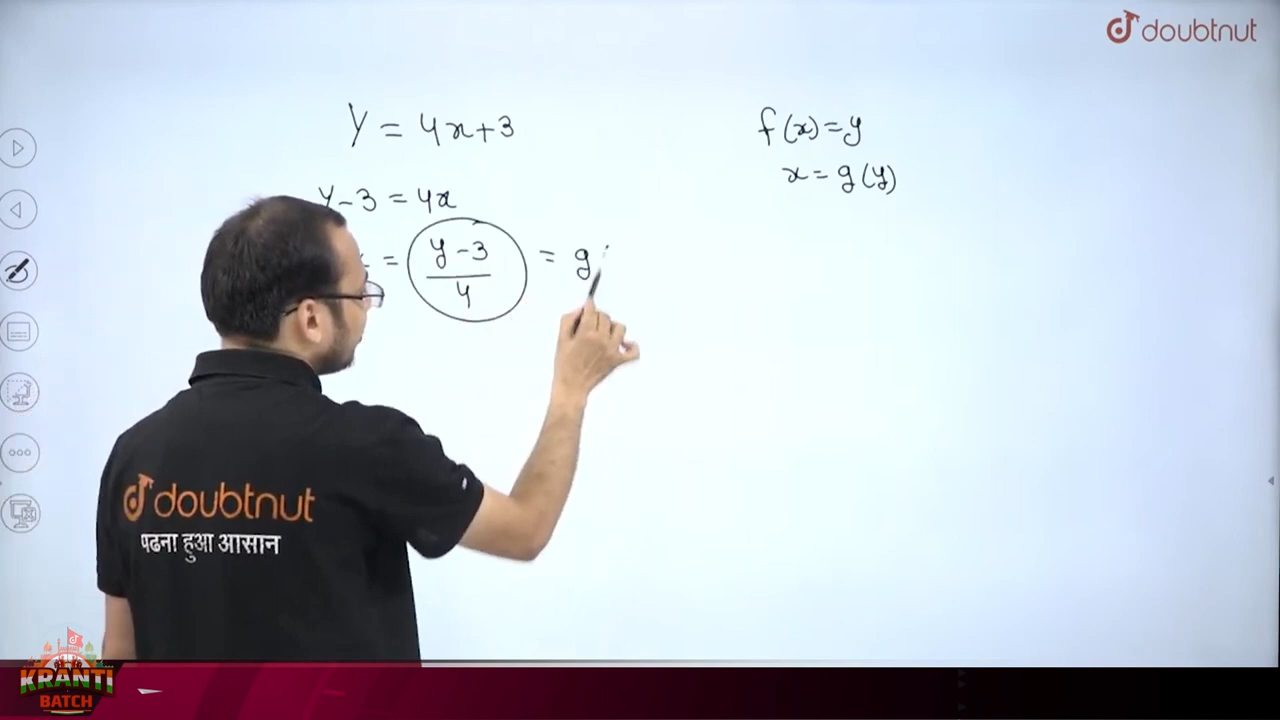 doubtnut
y = 4x+3
f(x)=y
y-3 = 4x
x = g(y)
= y-3/4 = g
doubtnut
पढना हुआ आसान
KRANTI
BATCH